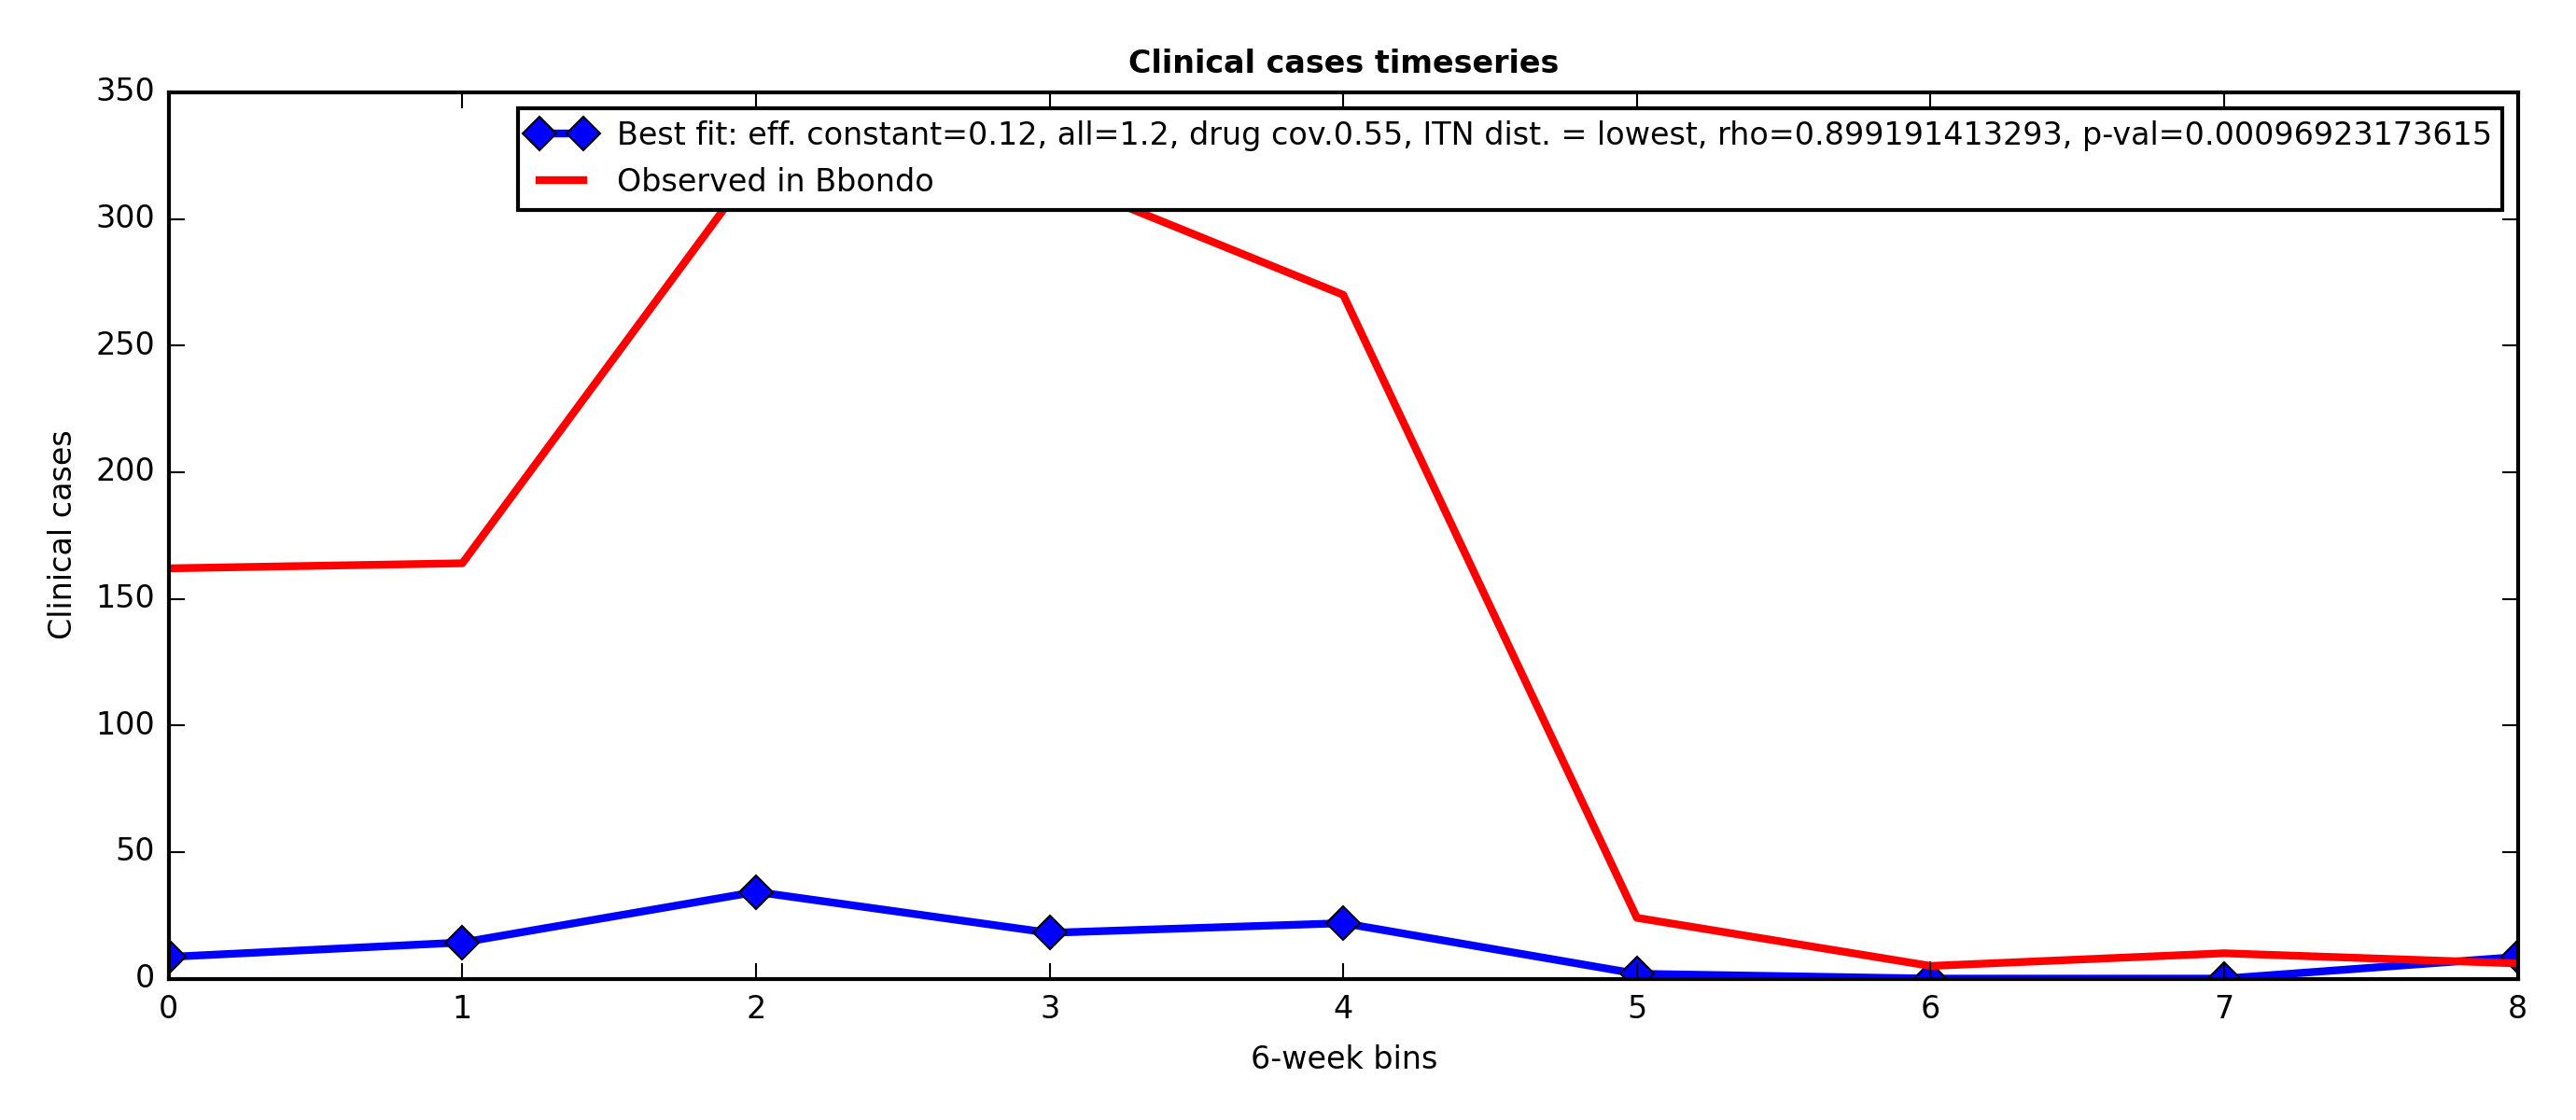 Clinical cases timeseries
Best fit: eff. constant=0.12, all=1.2, drug cov.0.55, ITN dist. = lowest, rho=0.899191413293, p-val=0.00096923173615
Observed in Bbondo
Clinical cases
350
300
250
200
150
100
50
0
0 1 2 3 4 5 6 7 8
6-week bins